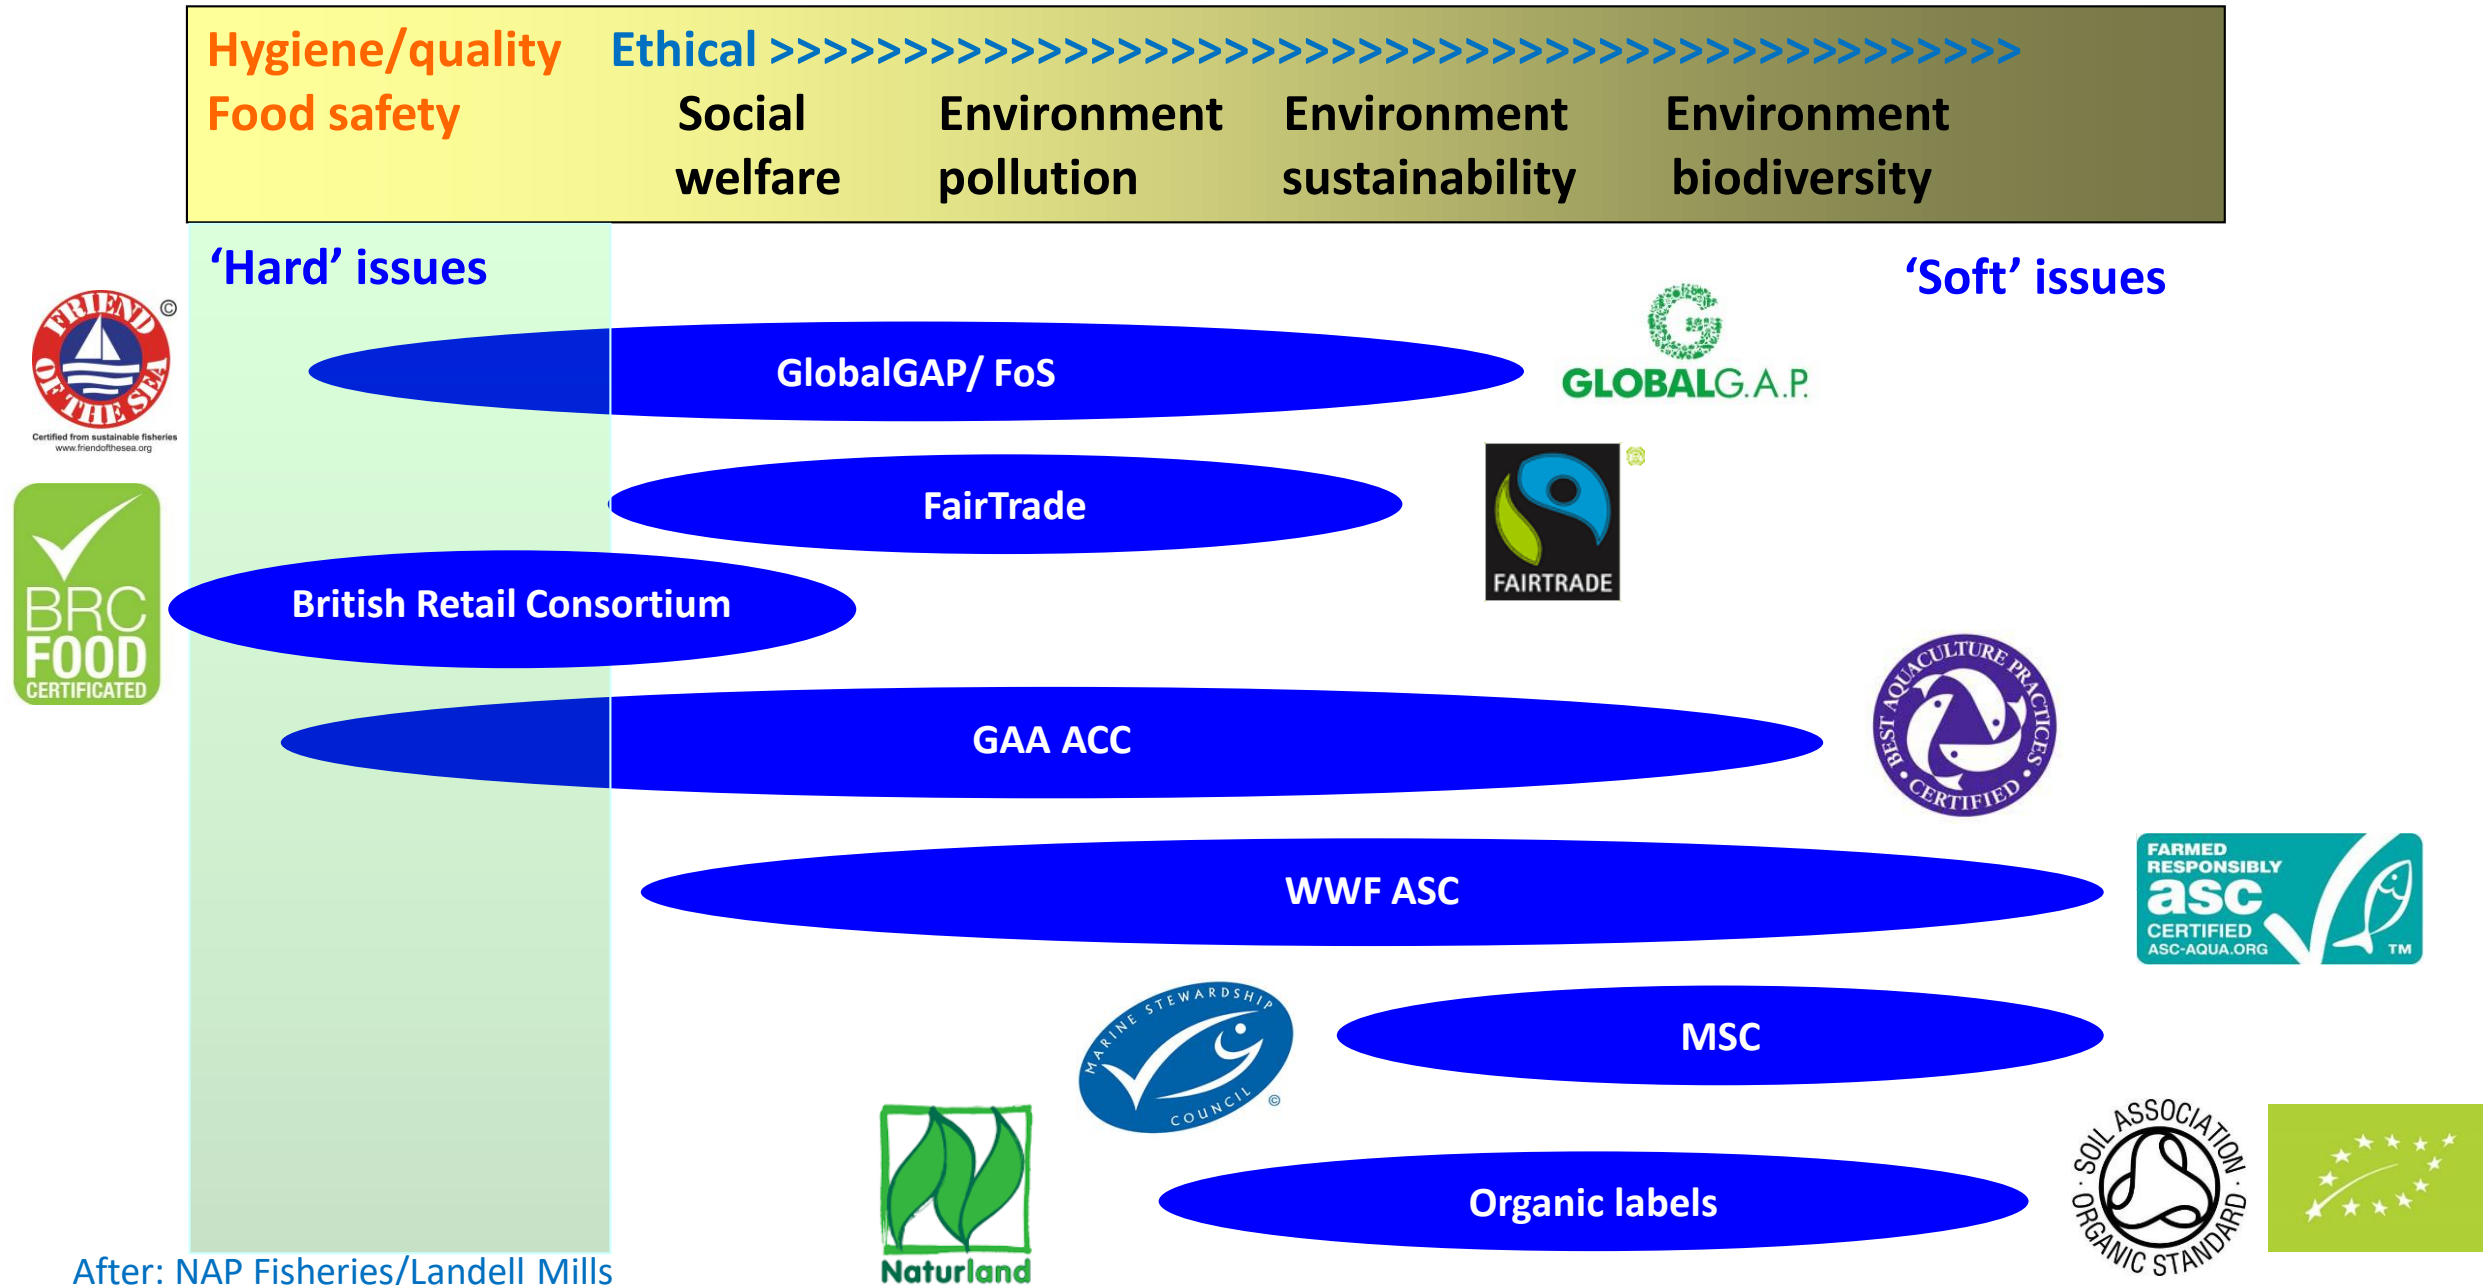 Hygiene/quality Ethical >>>>>>>>>>>>>>>>>>>>>>>>>>>>>>>>>>>>>>>>>>>>>>>
Food safety Social Environment Environment Environment
welfare pollution sustainability biodiversity
‘Hard’ issues
‘Soft’ issues
FRIEND
OF THE SEA
©
Certified from sustainable fisheries
www.friendofthesea.org
GlobalGAP/ FoS
GLOBALG.A.P.
FairTrade
FAIRTRADE
BRC
FOOD
CERTIFICATED
British Retail Consortium
GAA ACC
BEST AQUACULTURE PRACTICES
• CERTIFIED •
WWF ASC
FARMED
RESPONSIBLY
asc
CERTIFIED
ASC-AQUA.ORG
TM
MARINE STEWARDSHIP
COUNCIL
©
MSC
Naturland
Organic labels
SOIL ASSOCIATION
· ORGANIC STANDARD ·
After: NAP Fisheries/Landell Mills